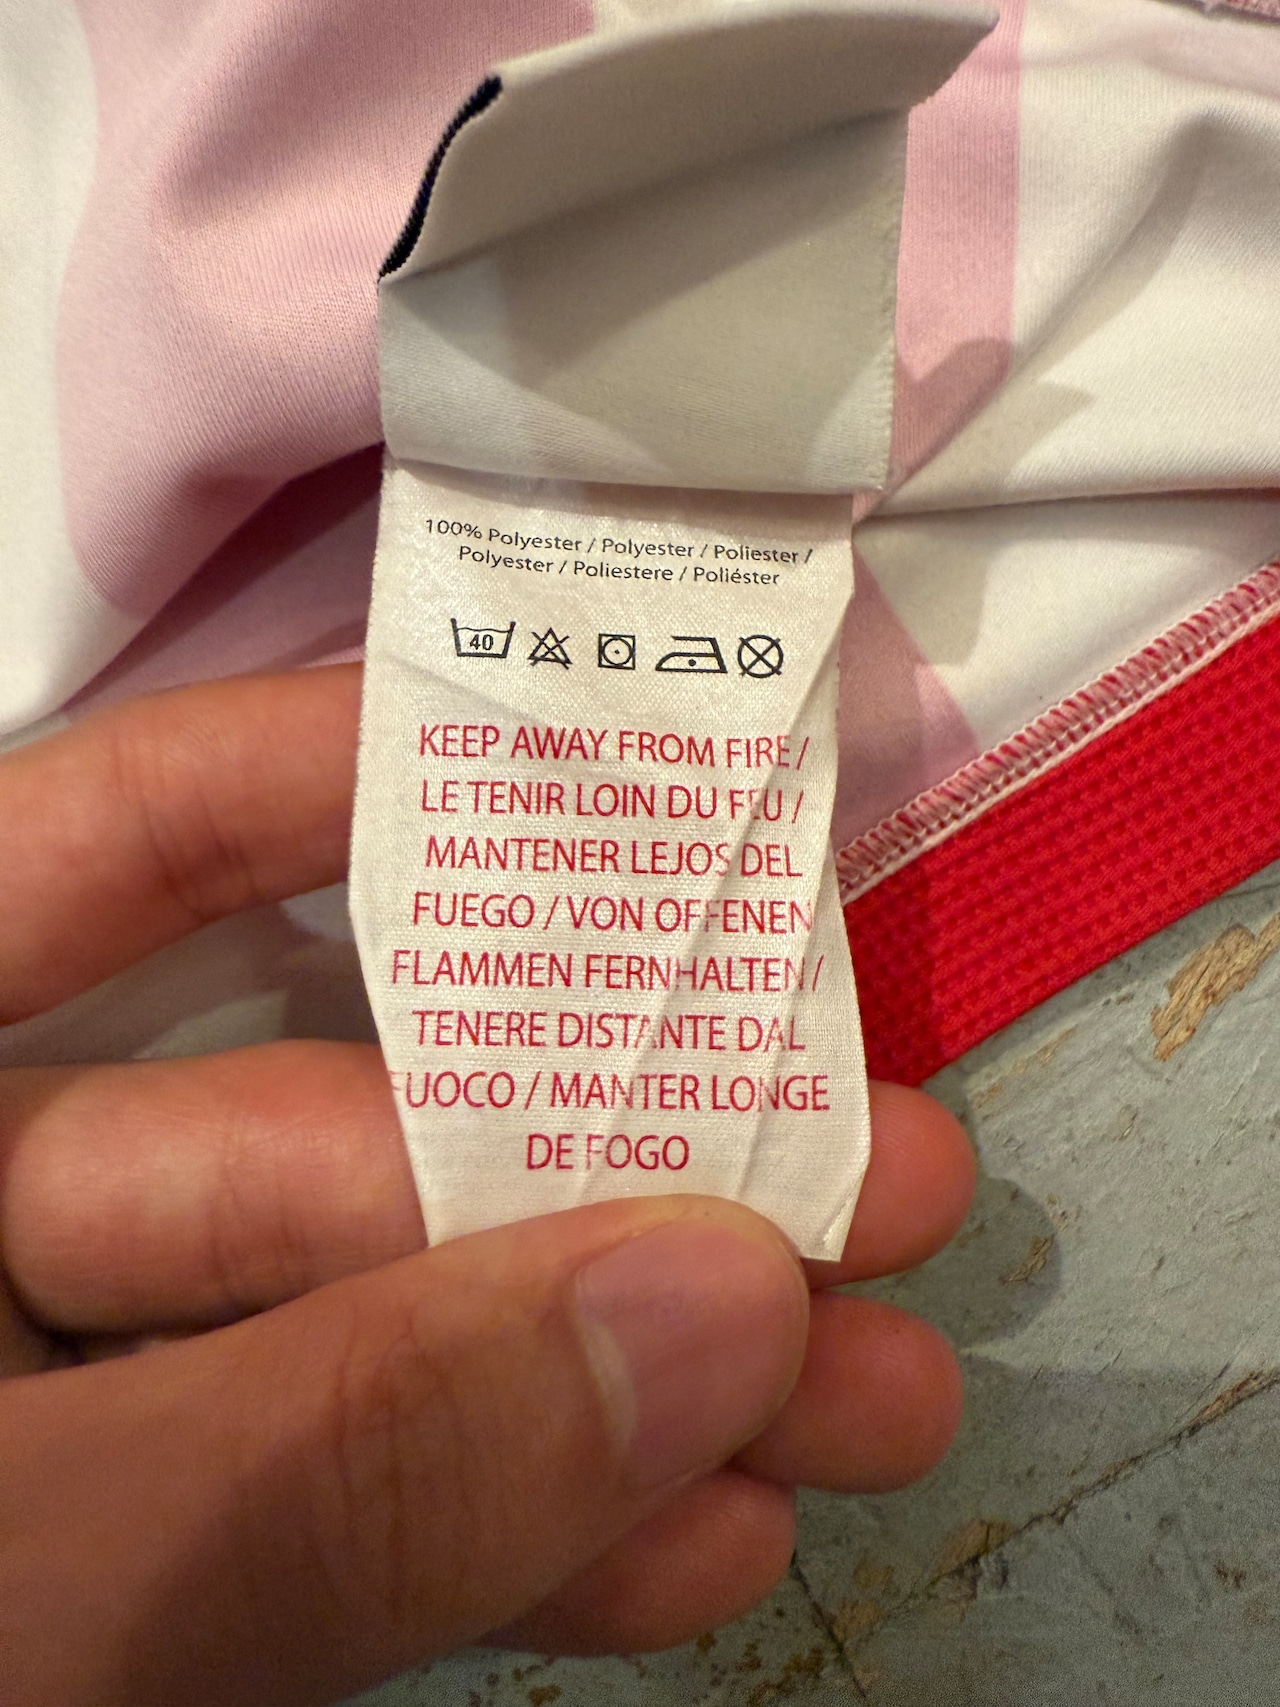 100% Polyester / Polyester / Poliester /
Polyester / Poliestere / Poliéster
40
KEEP AWAY FROM FIRE /
LE TENIR LOIN DU FEU /
MANTENER LEJOS DEL
FUEGO / VON OFFENEN
FLAMMEN FERNHALTEN /
TENERE DISTANTE DAL
FUOCO / MANTER LONGE
DE FOGO